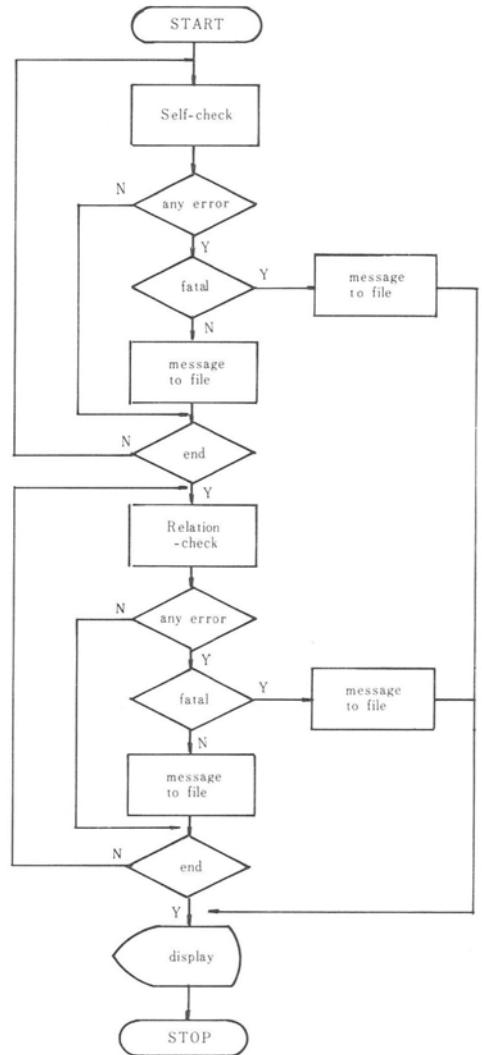 START
Self-check
N
any error
Y
fatal
Y
message
to file
N
message
to file
N
end
Y
Relation
-check
N
any error
Y
fatal
Y
message
to file
N
message
to file
N
end
Y
display
STOP